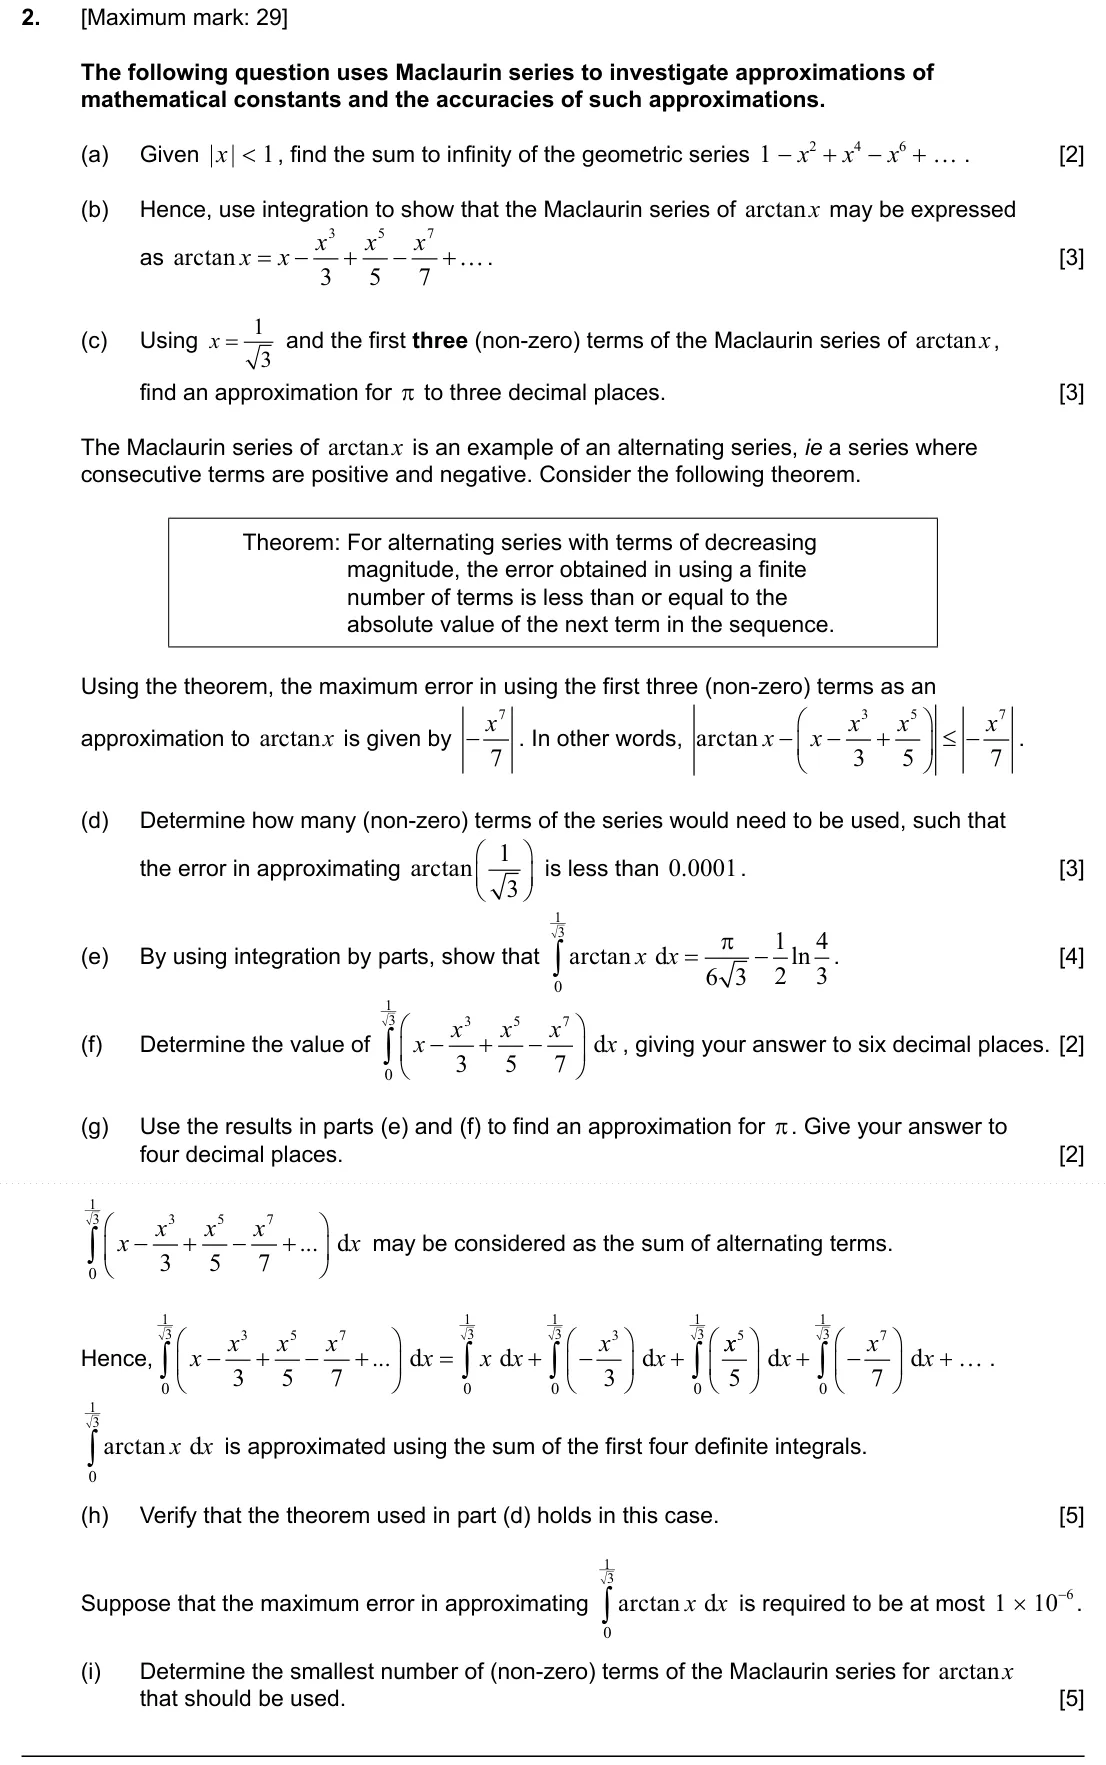 2. [Maximum mark: 29]
The following question uses Maclaurin series to investigate approximations of
mathematical constants and the accuracies of such approximations.
(a) Given |x| < 1, find the sum to infinity of the geometric series 1 − x² + x⁴ − x⁶ + … . [2]
(b) Hence, use integration to show that the Maclaurin series of arctan x may be expressed
as arctan x = x − x³/3 + x⁵/5 − x⁷/7 + … . [3]
(c) Using x = 1/√3 and the first three (non-zero) terms of the Maclaurin series of arctan x,
find an approximation for π to three decimal places. [3]
The Maclaurin series of arctan x is an example of an alternating series, ie a series where
consecutive terms are positive and negative. Consider the following theorem.
Theorem: For alternating series with terms of decreasing
magnitude, the error obtained in using a finite
number of terms is less than or equal to the
absolute value of the next term in the sequence.
Using the theorem, the maximum error in using the first three (non-zero) terms as an
approximation to arctan x is given by |−x⁷/7|. In other words, |arctan x − (x − x³/3 + x⁵/5)| ≤ |−x⁷/7|.
(d) Determine how many (non-zero) terms of the series would need to be used, such that
the error in approximating arctan(1/√3) is less than 0.0001. [3]
(e) By using integration by parts, show that ∫₀^(1/√3) arctan x dx = π/(6√3) − 1/2 ln 4/3. [4]
(f) Determine the value of ∫₀^(1/√3) (x − x³/3 + x⁵/5 − x⁷/7) dx, giving your answer to six decimal places. [2]
(g) Use the results in parts (e) and (f) to find an approximation for π. Give your answer to
four decimal places. [2]
∫₀^(1/√3) (x − x³/3 + x⁵/5 − x⁷/7 + ...) dx may be considered as the sum of alternating terms.
Hence, ∫₀^(1/√3) (x − x³/3 + x⁵/5 − x⁷/7 + ...) dx = ∫₀^(1/√3) x dx + ∫₀^(1/√3) (−x³/3) dx + ∫₀^(1/√3) (x⁵/5) dx + ∫₀^(1/√3) (−x⁷/7) dx + … .
∫₀^(1/√3) arctan x dx is approximated using the sum of the first four definite integrals.
(h) Verify that the theorem used in part (d) holds in this case. [5]
Suppose that the maximum error in approximating ∫₀^(1/√3) arctan x dx is required to be at most 1 × 10⁻⁶.
(i) Determine the smallest number of (non-zero) terms of the Maclaurin series for arctan x
that should be used. [5]